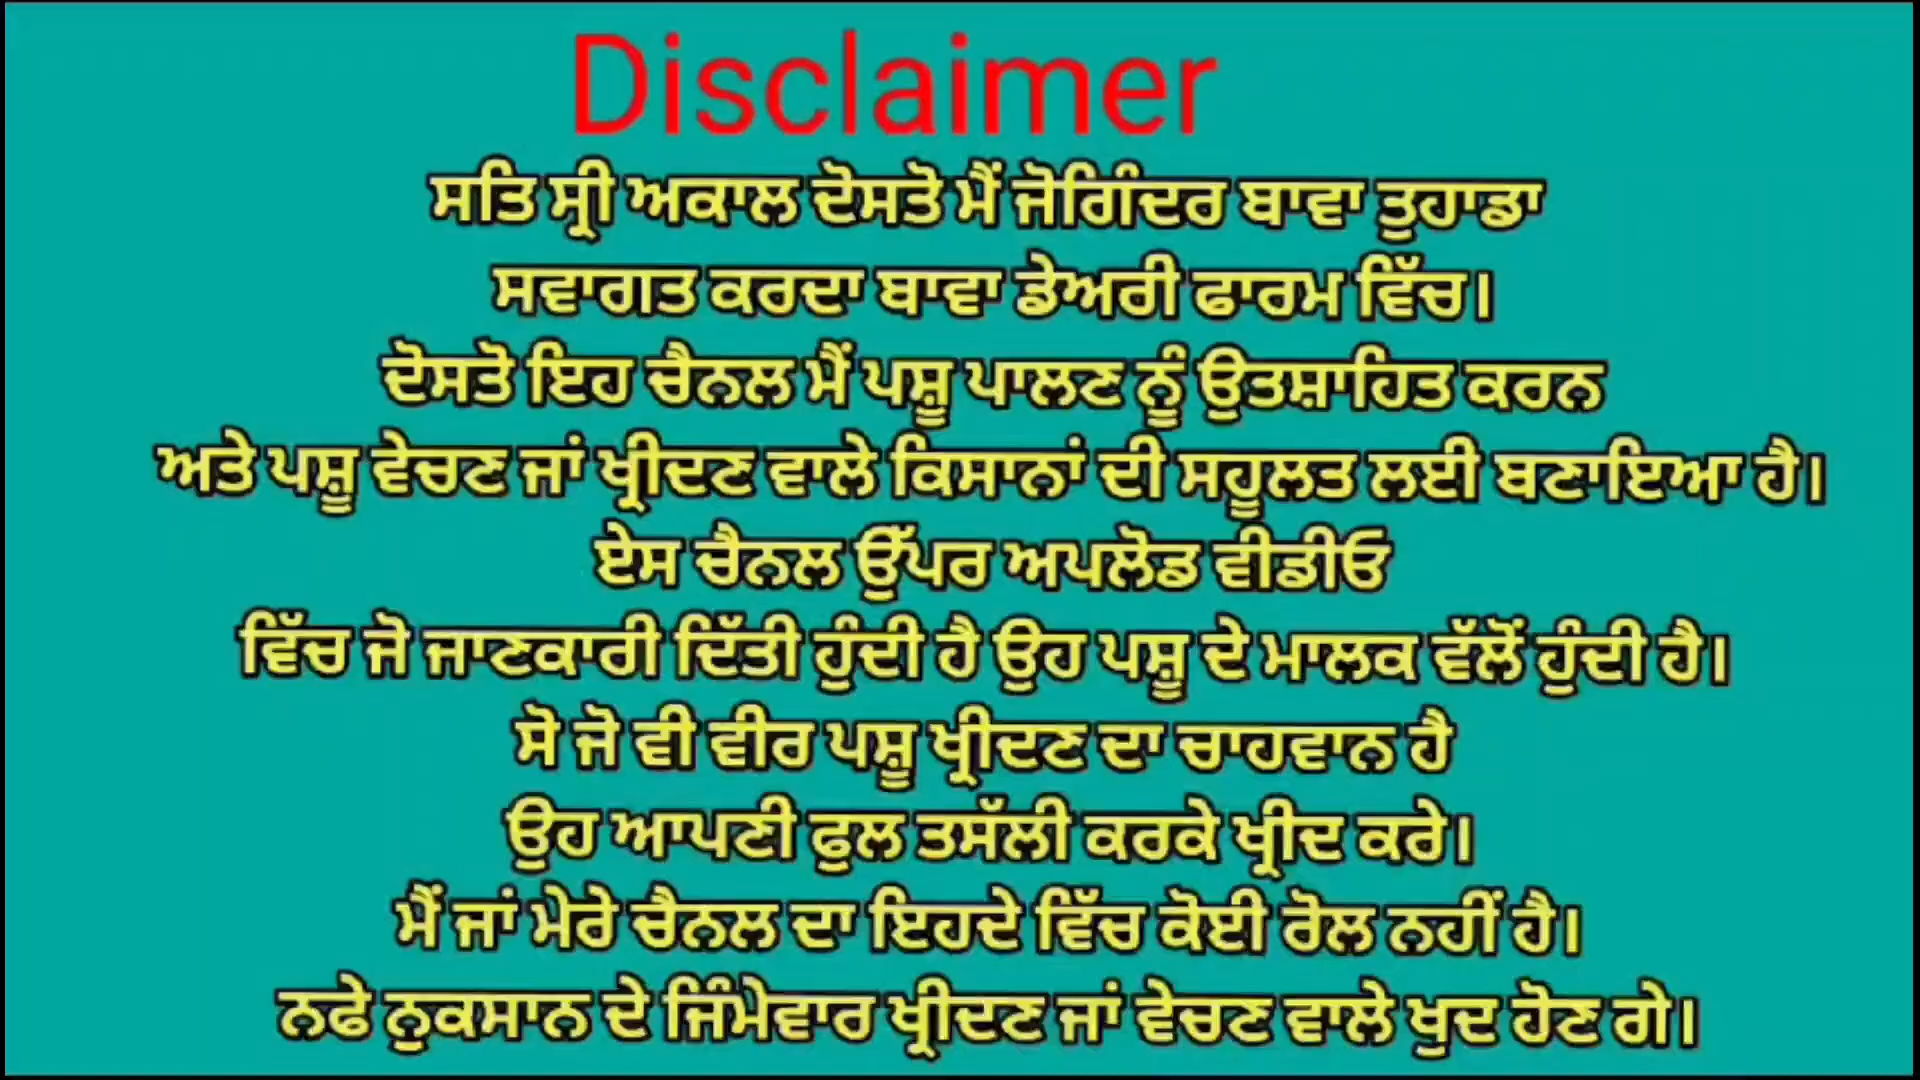 Disclaimer
ਸਤਿ ਸ੍ਰੀ ਅਕਾਲ ਦੋਸਤੋ ਮੈਂ ਜੋਗਿੰਦਰ ਬਾਵਾ ਤੁਹਾਡਾ
ਸਵਾਗਤ ਕਰਦਾ ਬਾਵਾ ਡੇਅਰੀ ਫਾਰਮ ਵਿੱਚ।
ਦੋਸਤੋ ਇਹ ਚੈਨਲ ਮੈਂ ਪਸ਼ੂ ਪਾਲਣ ਨੂੰ ਉਤਸ਼ਾਹਿਤ ਕਰਨ
ਅਤੇ ਪਸ਼ੂ ਵੇਚਣ ਜਾਂ ਖ੍ਰੀਦਣ ਵਾਲੇ ਕਿਸਾਨਾਂ ਦੀ ਸਹੂਲਤ ਲਈ ਬਣਾਇਆ ਹੈ।
ਏਸ ਚੈਨਲ ਉੱਪਰ ਅਪਲੋਡ ਵੀਡੀਓ
ਵਿੱਚ ਜੋ ਜਾਣਕਾਰੀ ਦਿੱਤੀ ਹੁੰਦੀ ਹੈ ਉਹ ਪਸ਼ੂ ਦੇ ਮਾਲਕ ਵੱਲੋਂ ਹੁੰਦੀ ਹੈ।
ਸੋ ਜੋ ਵੀ ਵੀਰ ਪਸ਼ੂ ਖ੍ਰੀਦਣ ਦਾ ਚਾਹਵਾਨ ਹੈ
ਉਹ ਆਪਣੀ ਫੁਲ ਤਸੱਲੀ ਕਰਕੇ ਖ੍ਰੀਦ ਕਰੇ।
ਮੈਂ ਜਾਂ ਮੇਰੇ ਚੈਨਲ ਦਾ ਇਹਦੇ ਵਿੱਚ ਕੋਈ ਰੋਲ ਨਹੀਂ ਹੈ।
ਨਫੇ ਨੁਕਸਾਨ ਦੇ ਜਿੰਮੇਵਾਰ ਖ੍ਰੀਦਣ ਜਾਂ ਵੇਚਣ ਵਾਲੇ ਖੁਦ ਹੋਣ ਗੇ।